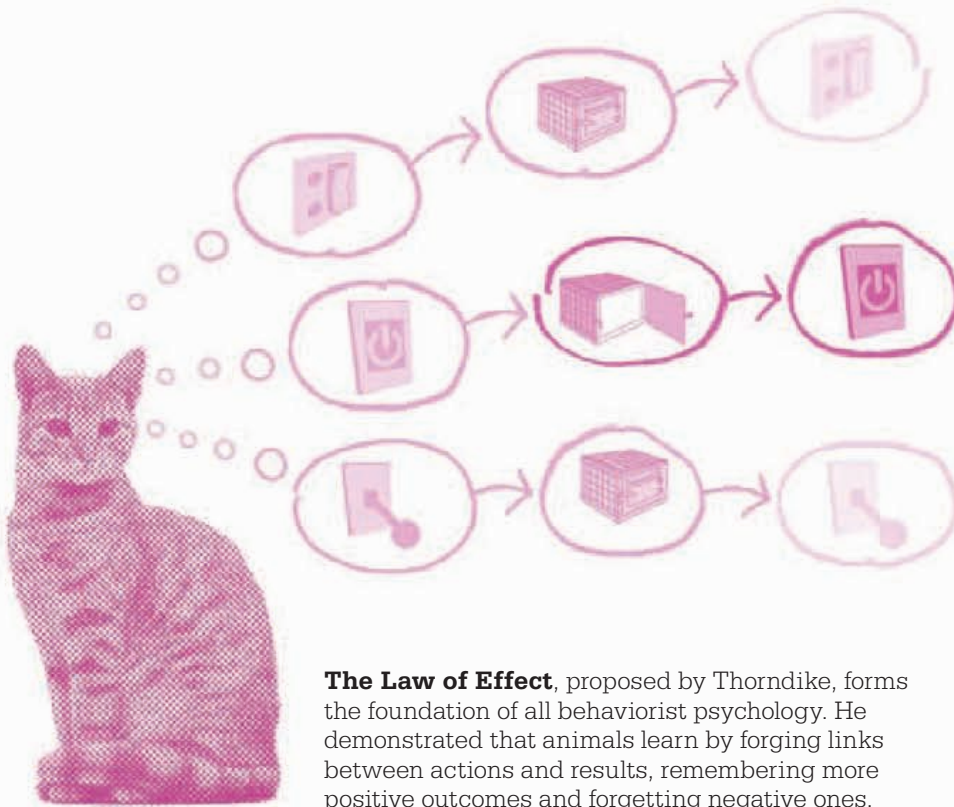 The Law of Effect, proposed by Thorndike, forms
the foundation of all behaviorist psychology. He
demonstrated that animals learn by forging links
between actions and results, remembering more
positive outcomes and forgetting negative ones.